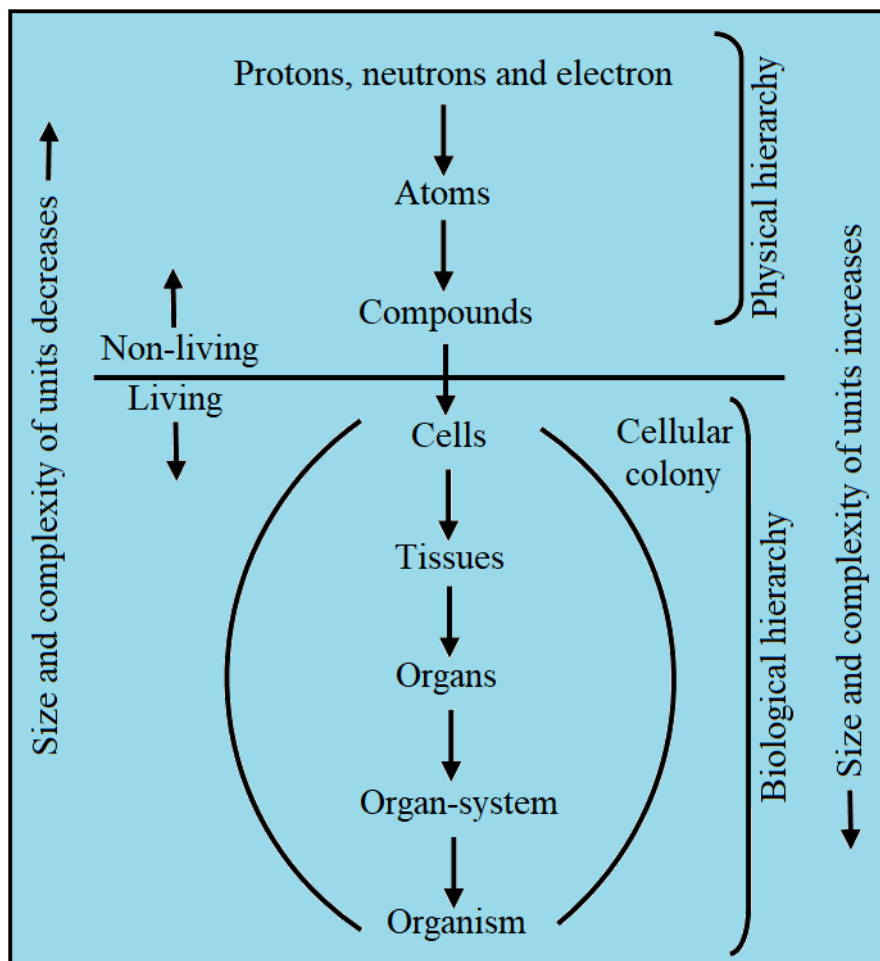 Protons, neutrons and electron
Atoms
Compounds
Non-living
Living
Cells
Cellular
colony
Tissues
Organs
Organ-system
Organism
Size and complexity of units decreases
Physical hierarchy
Biological hierarchy
Size and complexity of units increases